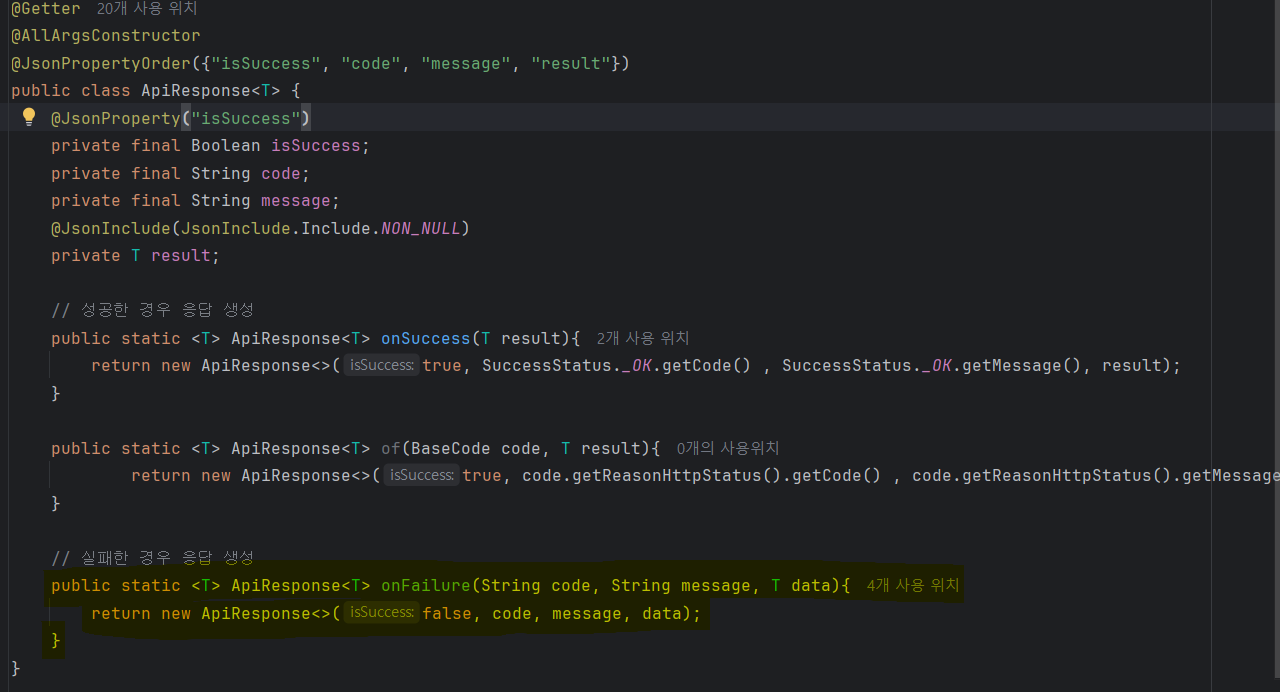 @Getter 20개 사용 위치
@AllArgsConstructor
@JsonPropertyOrder({"isSuccess", "code", "message", "result"})
public class ApiResponse<T> {
@JsonProperty("isSuccess")
private final Boolean isSuccess;
private final String code;
private final String message;
@JsonInclude(JsonInclude.Include.NON_NULL)
private T result;
// 성공한 경우 응답 생성
public static <T> ApiResponse<T> onSuccess(T result){ 2개 사용 위치
return new ApiResponse<>( isSuccess: true, SuccessStatus._OK.getCode() , SuccessStatus._OK.getMessage(), result);
}
public static <T> ApiResponse<T> of(BaseCode code, T result){ 0개의 사용위치
return new ApiResponse<>( isSuccess: true, code.getReasonHttpStatus().getCode() , code.getReasonHttpStatus().getMessage
}
// 실패한 경우 응답 생성
public static <T> ApiResponse<T> onFailure(String code, String message, T data){ 4개 사용 위치
return new ApiResponse<>( isSuccess: false, code, message, data);
}
}